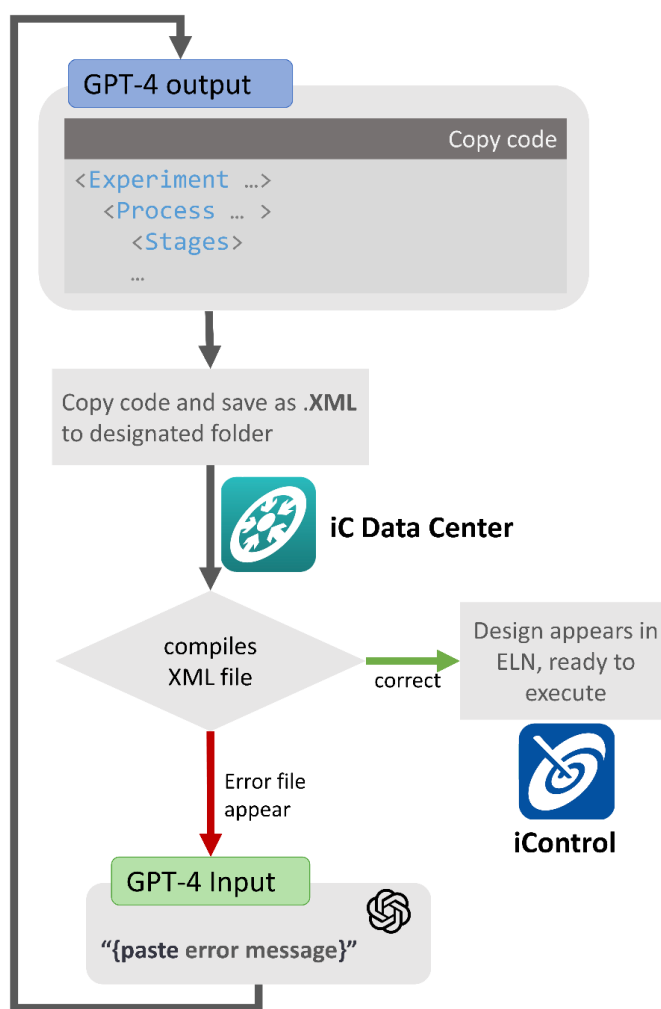 GPT-4 output
Copy code
<Experiment …>
<Process … >
<Stages>
…
Copy code and save as .XML
to designated folder
iC Data Center
compiles
XML file
correct
Design appears in
ELN, ready to
execute
iControl
Error file
appear
GPT-4 Input
“{paste error message}”